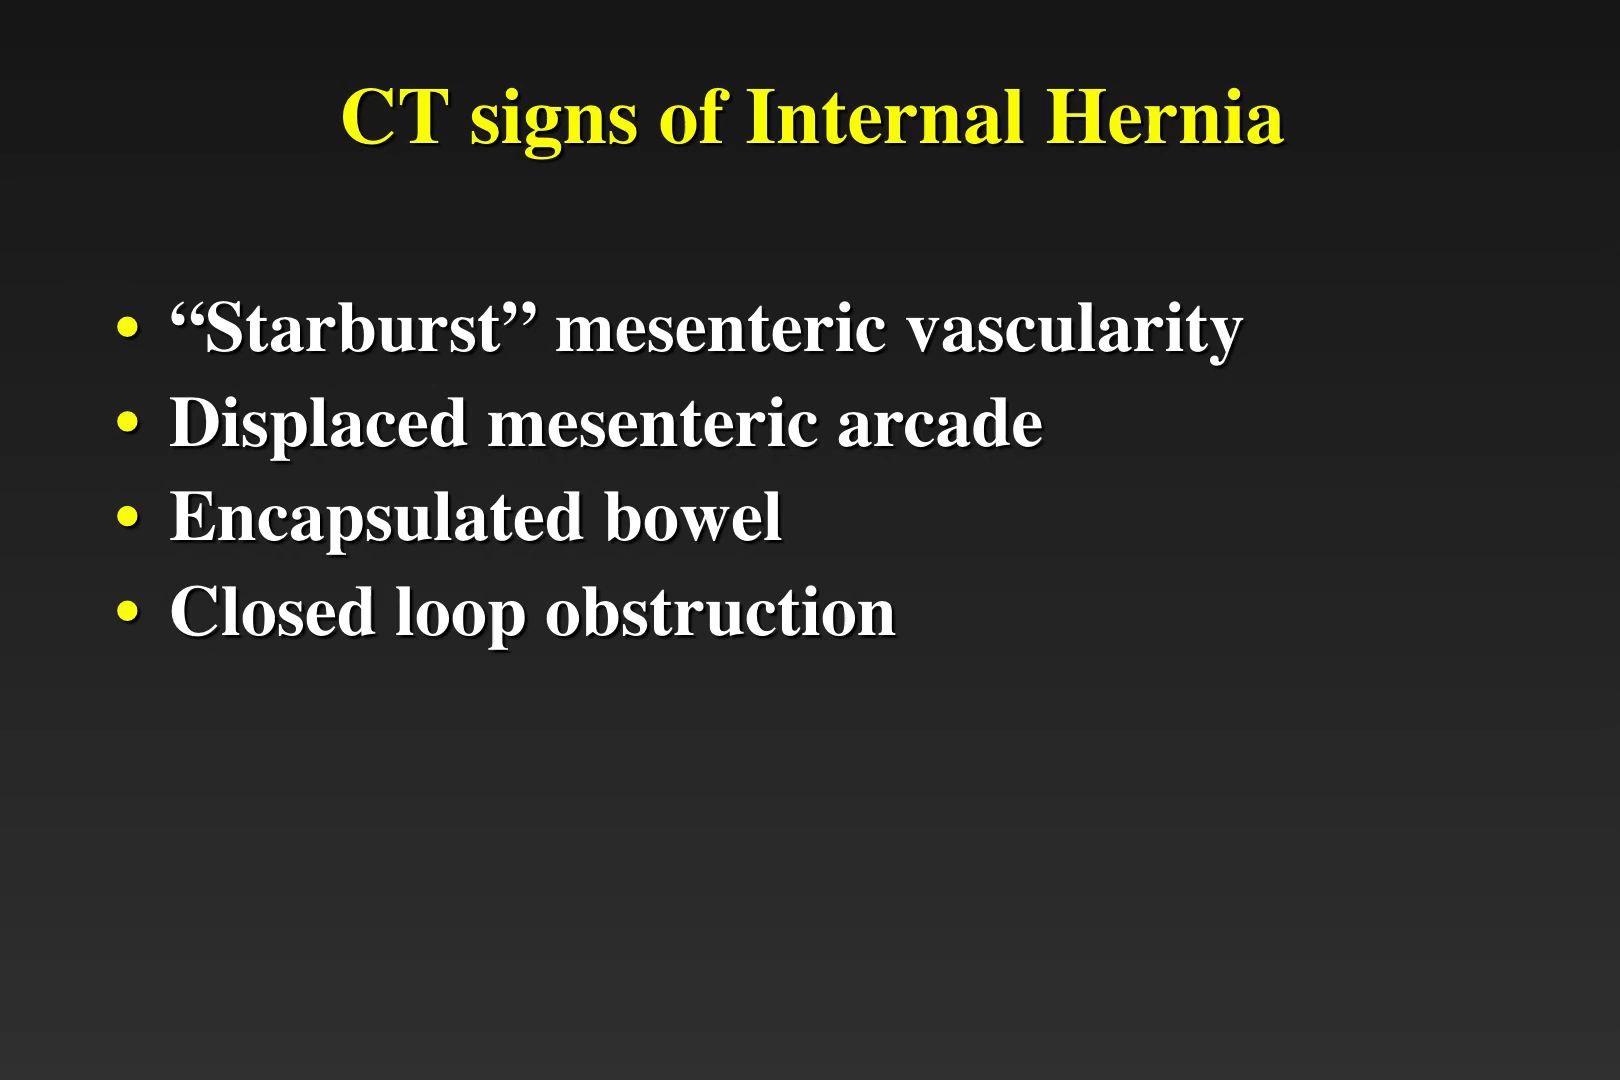 CT signs of Internal Hernia
• “Starburst” mesenteric vascularity
• Displaced mesenteric arcade
• Encapsulated bowel
• Closed loop obstruction